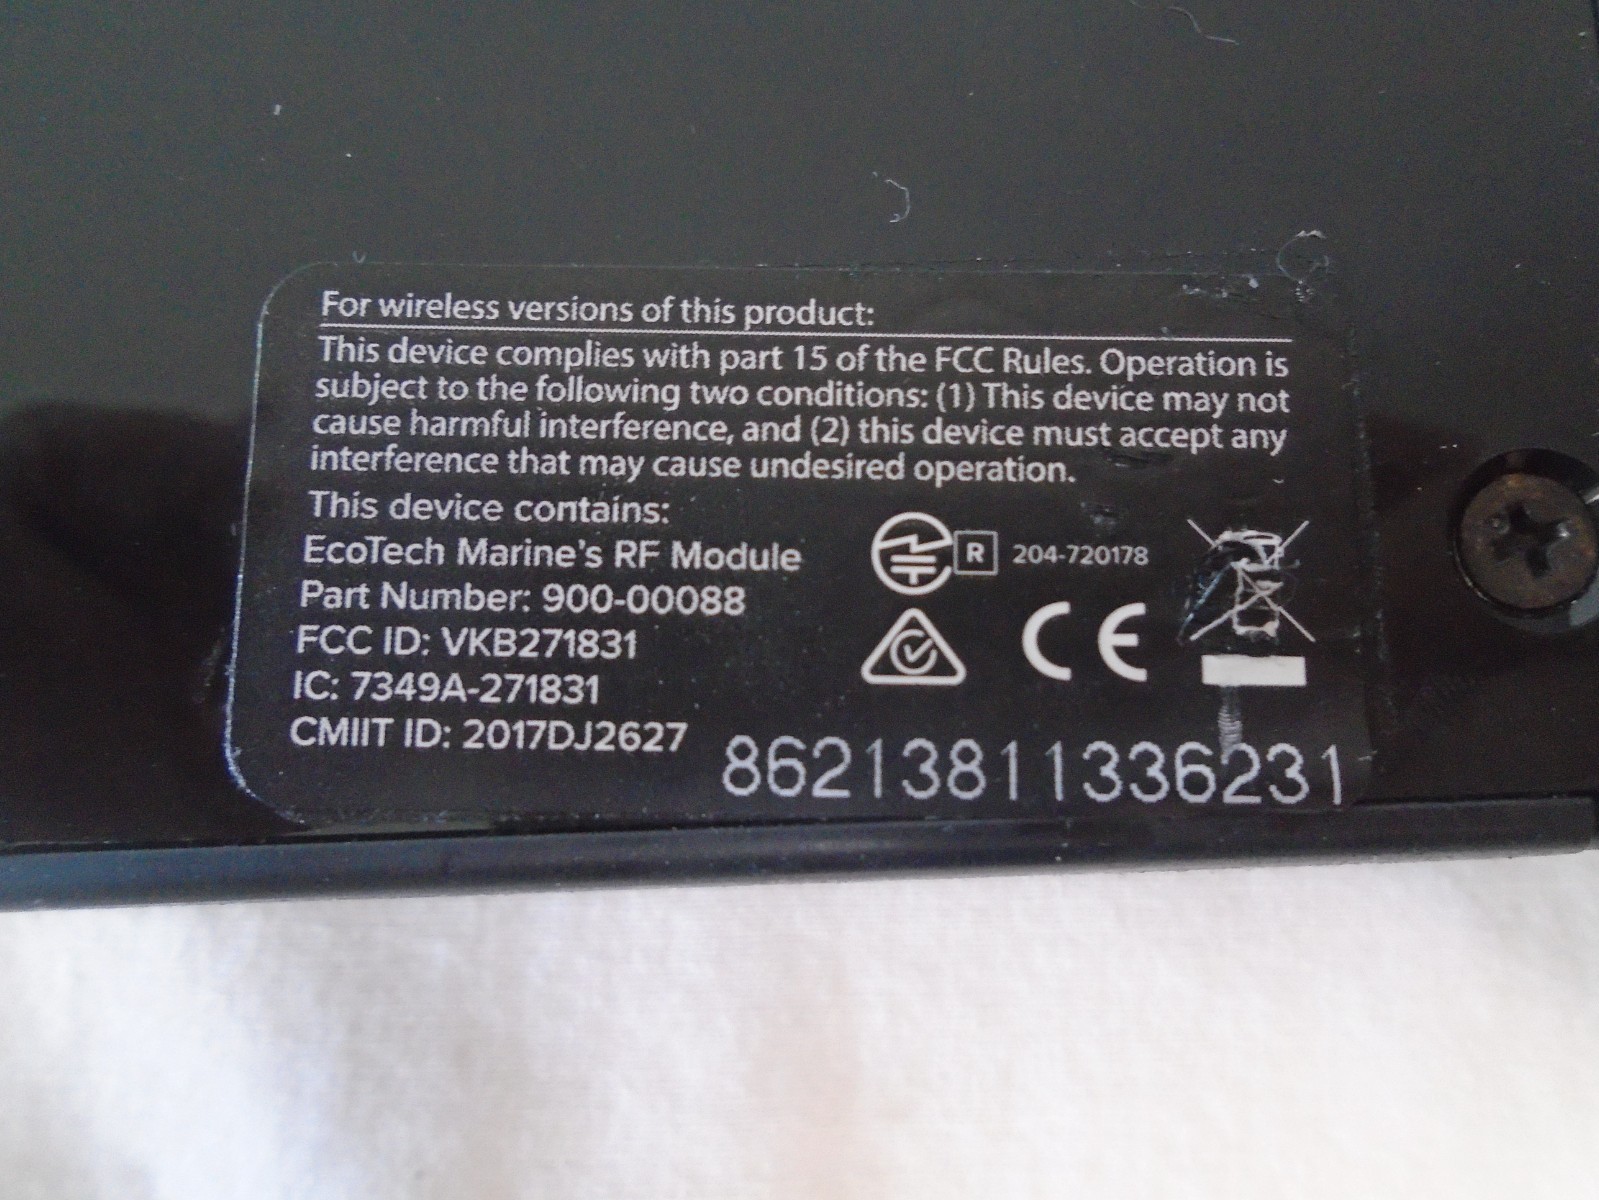 For wireless versions of this product:
This device complies with part 15 of the FCC Rules. Operation is
subject to the following two conditions: (1) This device may not
cause harmful interference, and (2) this device must accept any
interference that may cause undesired operation.
This device contains:
EcoTech Marine's RF Module
Part Number: 900-00088
FCC ID: VKB271831
IC: 7349A-271831
CMIIT ID: 2017DJ2627
R 204-720178
CE
86213811336231